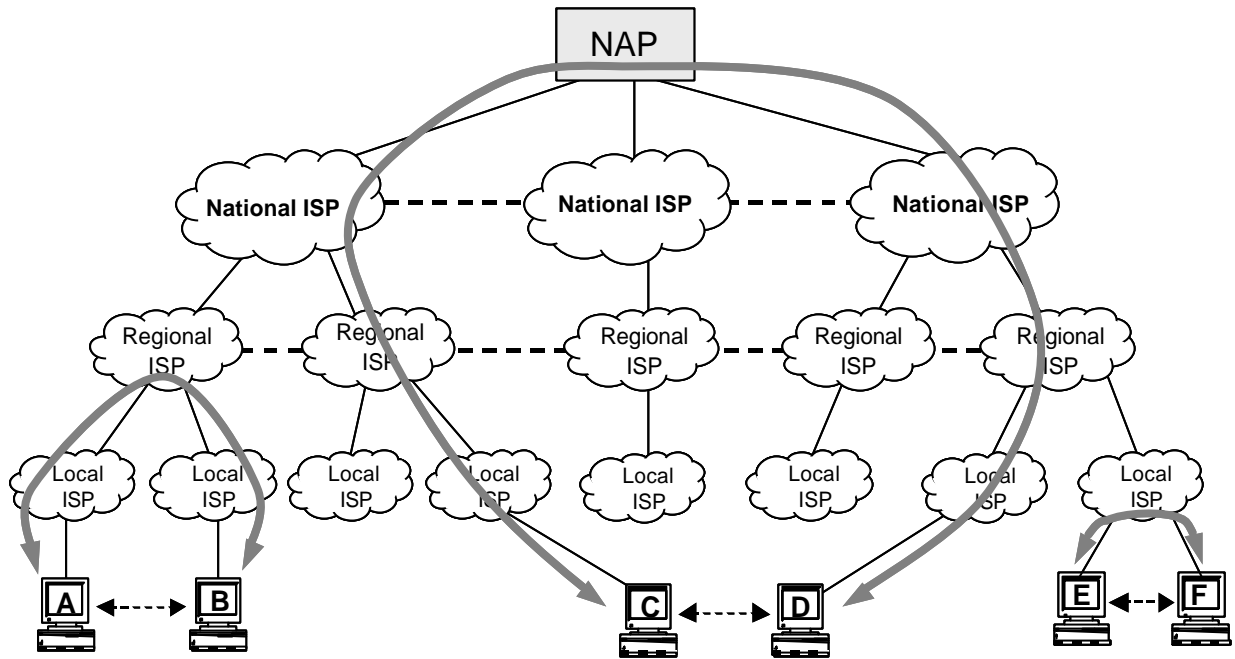 NAP
National ISP
National ISP
National ISP
Regional
ISP
Regional
ISP
Regional
ISP
Regional
ISP
Regional
ISP
Local
ISP
Local
ISP
Local
ISP
Local
ISP
Local
ISP
Local
ISP
Local
ISP
Local
ISP
A
B
C
D
E
F